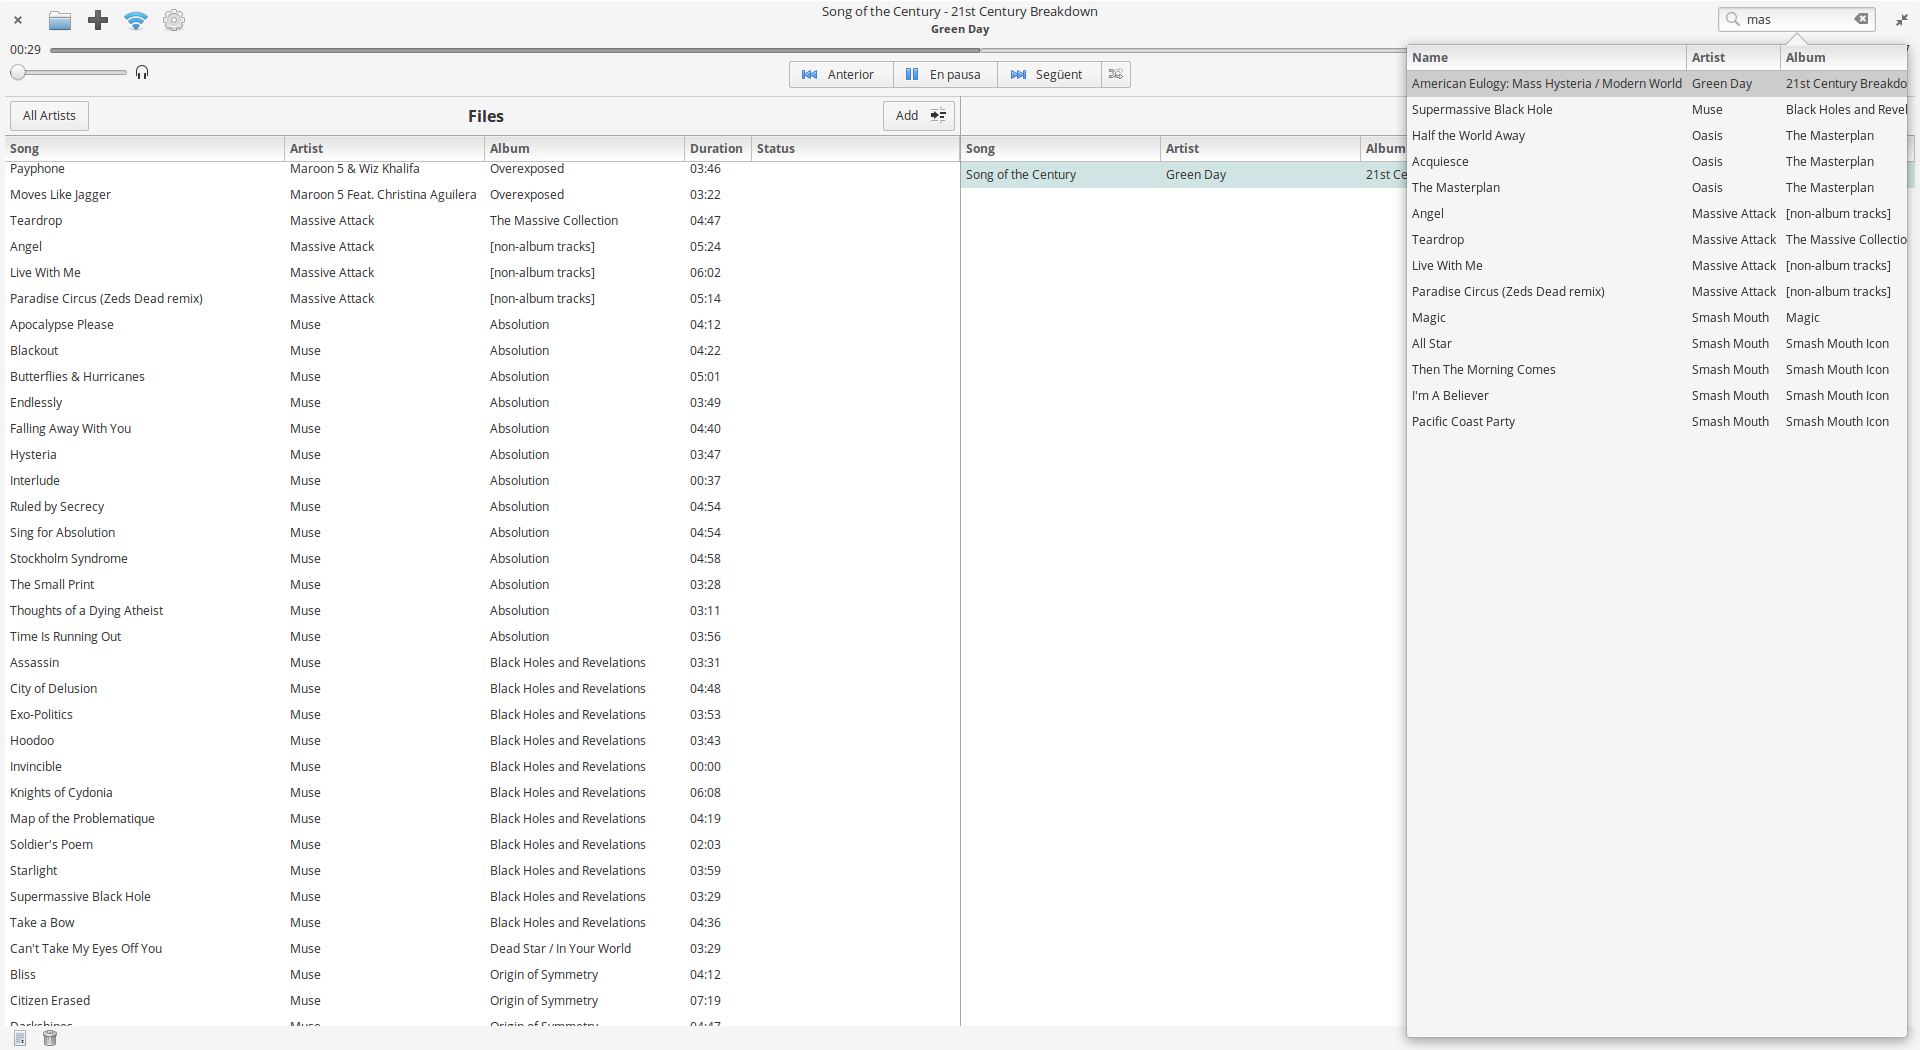 Song of the Century - 21st Century Breakdown
Green Day
mas
00:29
Anterior En pausa Següent
All Artists Files Add
Song Artist Album Duration Status
Payphone Maroon 5 & Wiz Khalifa Overexposed 03:46
Moves Like Jagger Maroon 5 Feat. Christina Aguilera Overexposed 03:22
Teardrop Massive Attack The Massive Collection 04:47
Angel Massive Attack [non-album tracks] 05:24
Live With Me Massive Attack [non-album tracks] 06:02
Paradise Circus (Zeds Dead remix) Massive Attack [non-album tracks] 05:14
Apocalypse Please Muse Absolution 04:12
Blackout Muse Absolution 04:22
Butterflies & Hurricanes Muse Absolution 05:01
Endlessly Muse Absolution 03:49
Falling Away With You Muse Absolution 04:40
Hysteria Muse Absolution 03:47
Interlude Muse Absolution 00:37
Ruled by Secrecy Muse Absolution 04:54
Sing for Absolution Muse Absolution 04:54
Stockholm Syndrome Muse Absolution 04:58
The Small Print Muse Absolution 03:28
Thoughts of a Dying Atheist Muse Absolution 03:11
Time Is Running Out Muse Absolution 03:56
Assassin Muse Black Holes and Revelations 03:31
City of Delusion Muse Black Holes and Revelations 04:48
Exo-Politics Muse Black Holes and Revelations 03:53
Hoodoo Muse Black Holes and Revelations 03:43
Invincible Muse Black Holes and Revelations 00:00
Knights of Cydonia Muse Black Holes and Revelations 06:08
Map of the Problematique Muse Black Holes and Revelations 04:19
Soldier's Poem Muse Black Holes and Revelations 02:03
Starlight Muse Black Holes and Revelations 03:59
Supermassive Black Hole Muse Black Holes and Revelations 03:29
Take a Bow Muse Black Holes and Revelations 04:36
Can't Take My Eyes Off You Muse Dead Star / In Your World 03:29
Bliss Muse Origin of Symmetry 04:12
Citizen Erased Muse Origin of Symmetry 07:19
Darkshines Muse Origin of Symmetry 04:47
Song Artist Album
Song of the Century Green Day 21st Ce
Name Artist Album
American Eulogy: Mass Hysteria / Modern World Green Day 21st Century Breakdo
Supermassive Black Hole Muse Black Holes and Revel
Half the World Away Oasis The Masterplan
Acquiesce Oasis The Masterplan
The Masterplan Oasis The Masterplan
Angel Massive Attack [non-album tracks]
Teardrop Massive Attack The Massive Collectio
Live With Me Massive Attack [non-album tracks]
Paradise Circus (Zeds Dead remix) Massive Attack [non-album tracks]
Magic Smash Mouth Magic
All Star Smash Mouth Smash Mouth Icon
Then The Morning Comes Smash Mouth Smash Mouth Icon
I'm A Believer Smash Mouth Smash Mouth Icon
Pacific Coast Party Smash Mouth Smash Mouth Icon